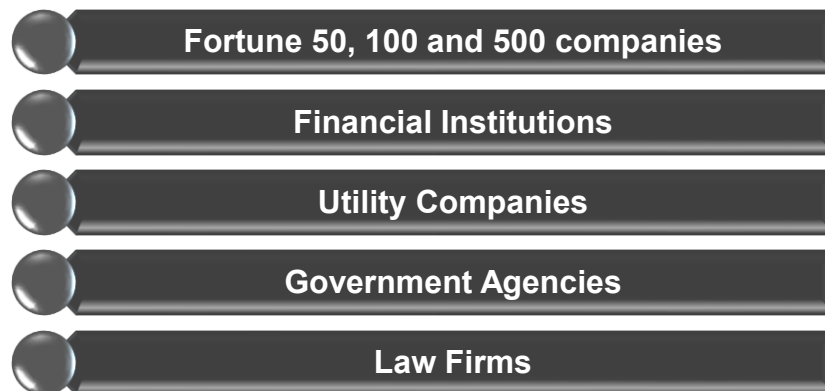 Fortune 50, 100 and 500 companies
Financial Institutions
Utility Companies
Government Agencies
Law Firms